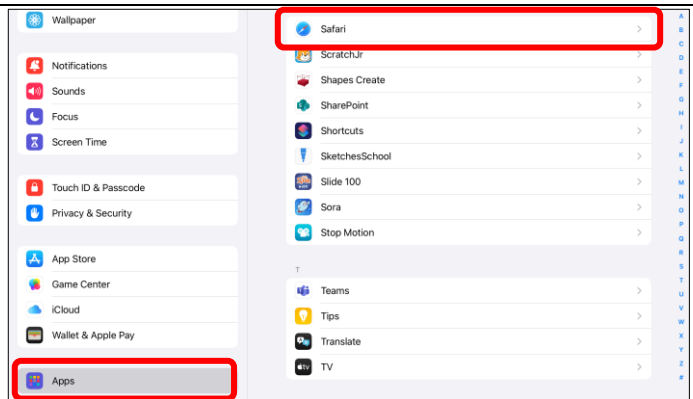 Wallpaper
Notifications
Sounds
Focus
Screen Time
Touch ID & Passcode
Privacy & Security
App Store
Game Center
iCloud
Wallet & Apple Pay
Apps
Safari
ScratchJr
Shapes Create
SharePoint
Shortcuts
SketchesSchool
Slide 100
Sora
Stop Motion
T
Teams
Tips
Translate
TV
A
B
C
D
E
F
G
H
I
J
K
L
M
N
O
P
Q
R
S
T
U
V
W
X
Y
Z
#